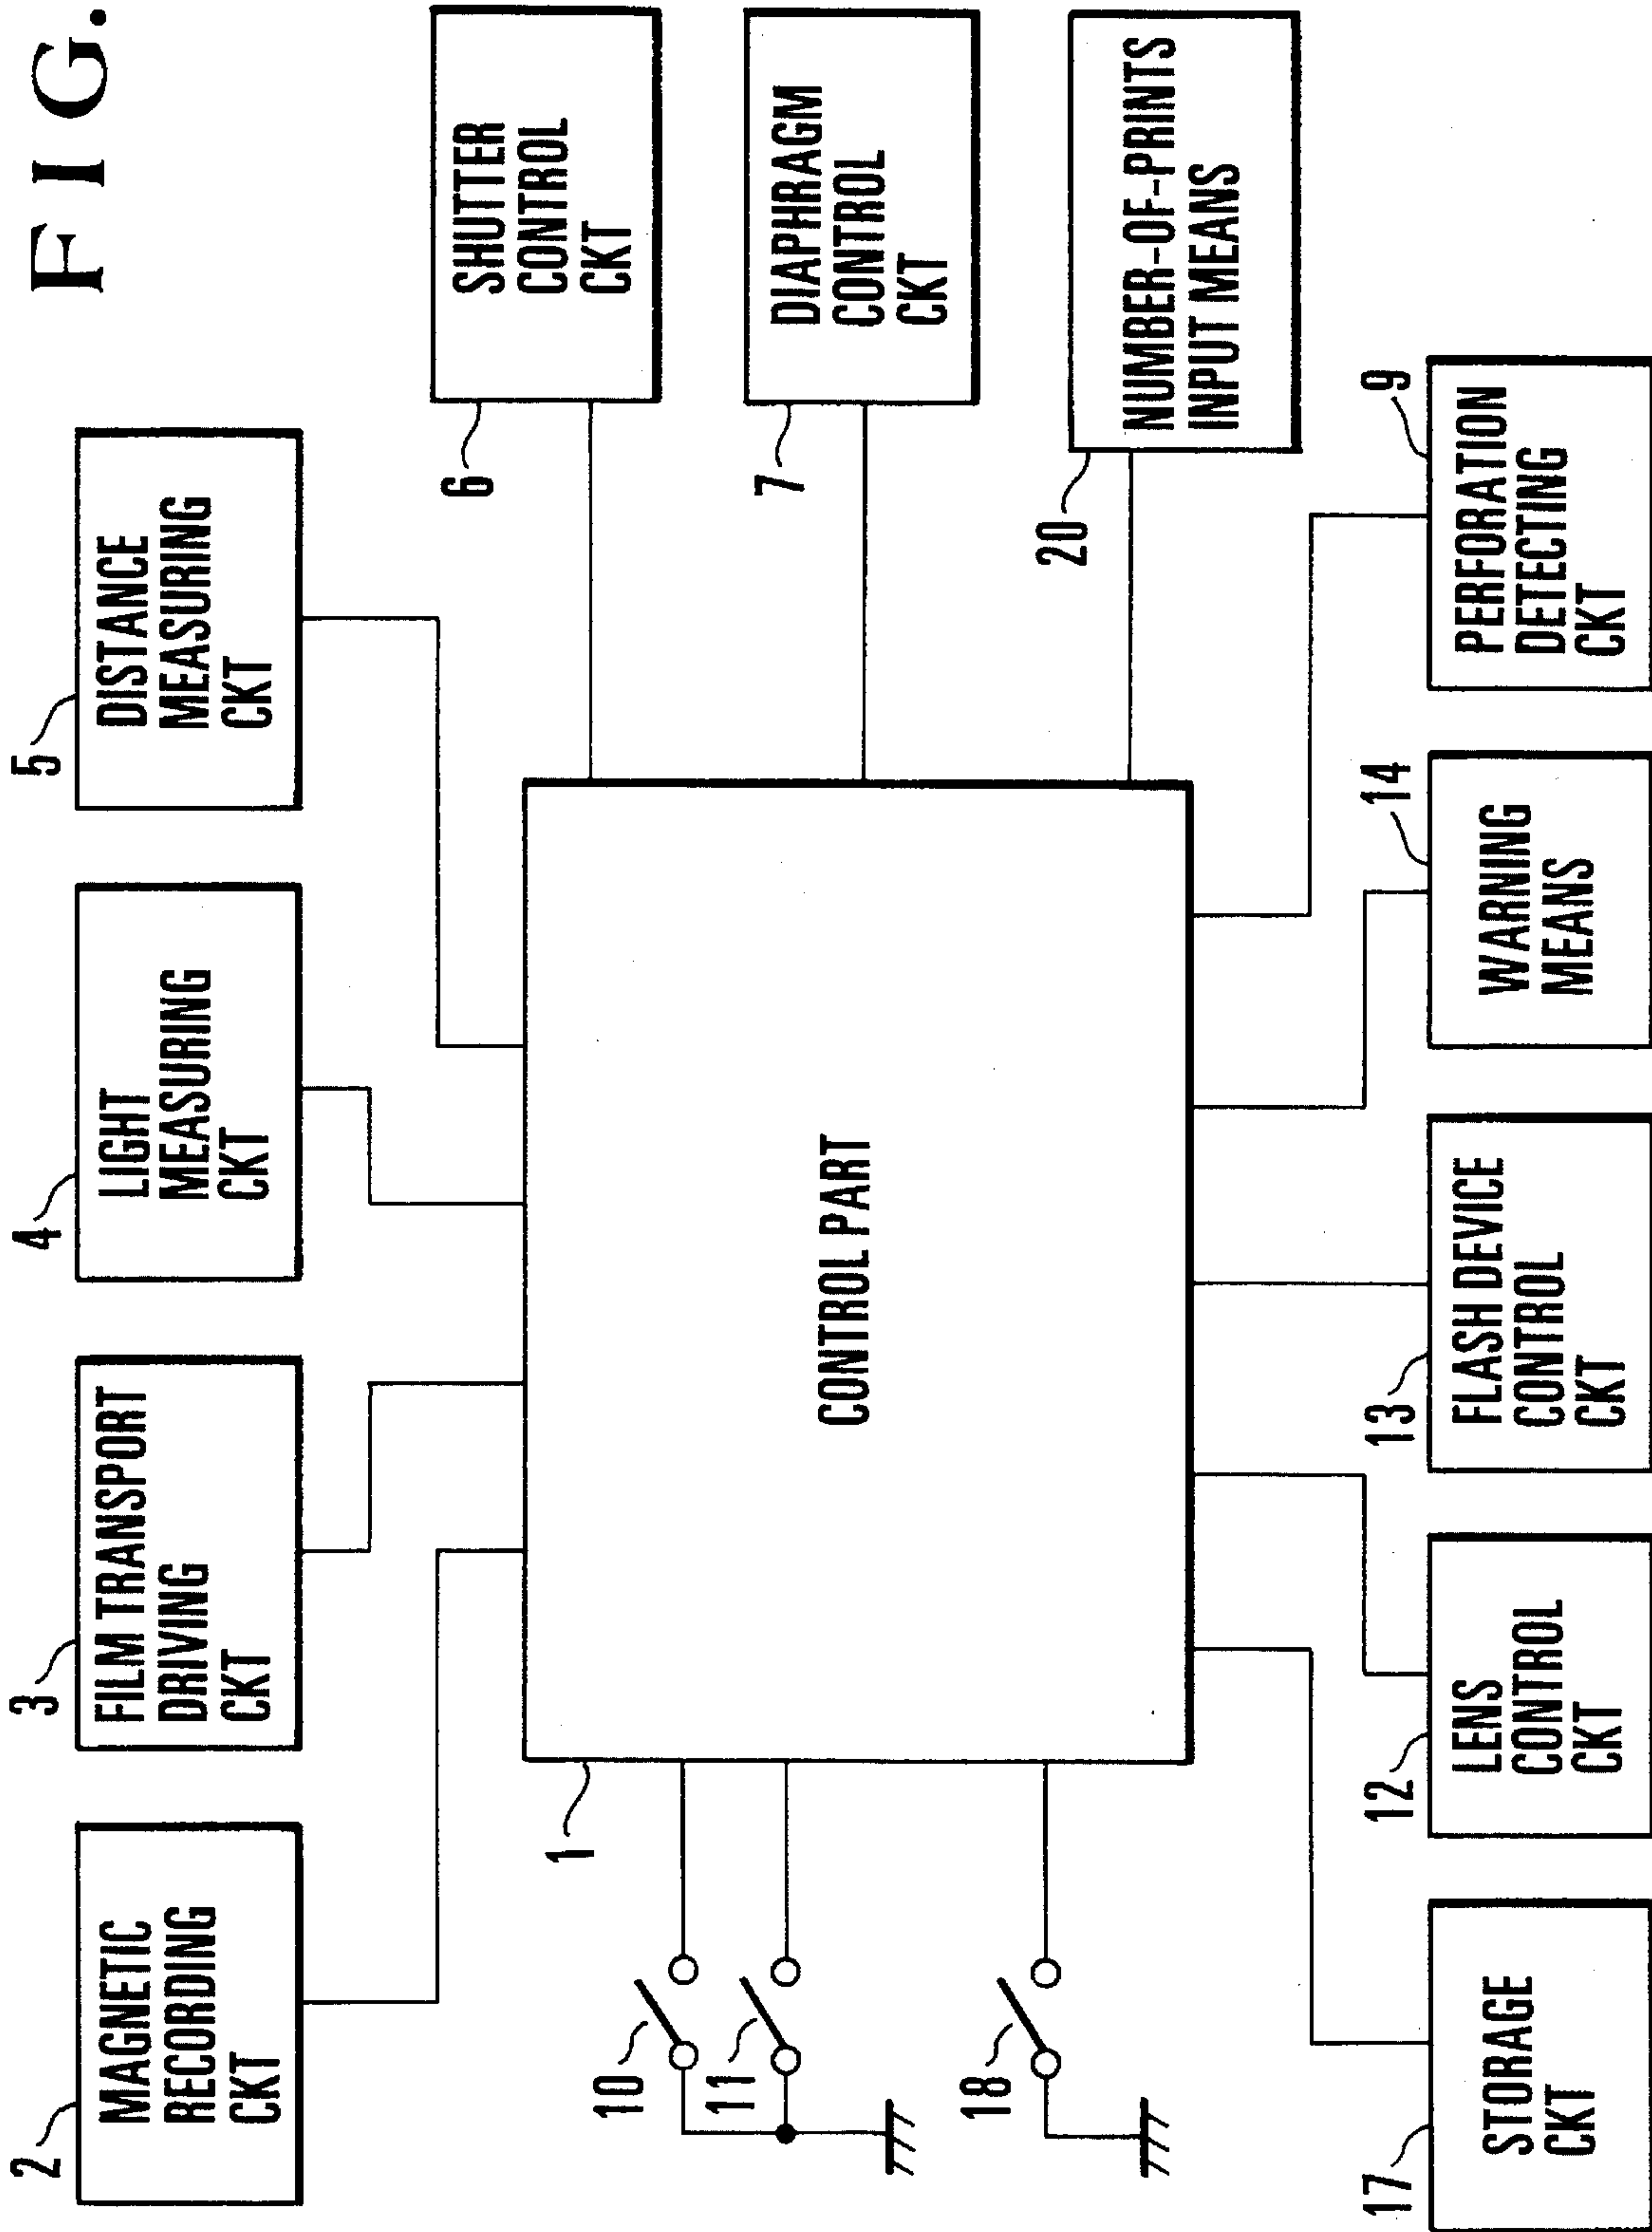 FIG.
2
MAGNETIC
RECORDING
CKT
3
FILM TRANSPORT
DRIVING
CKT
4
LIGHT
MEASURING
CKT
5
DISTANCE
MEASURING
CKT
6
SHUTTER
CONTROL
CKT
7
DIAPHRAGM
CONTROL
CKT
20
NUMBER-OF-PRINTS
INPUT MEANS
1
CONTROL PART
10
11
18
17
STORAGE
CKT
12
LENS
CONTROL
CKT
13
FLASH DEVICE
CONTROL
CKT
14
WARNING
MEANS
9
PERFORATION
DETECTING
CKT